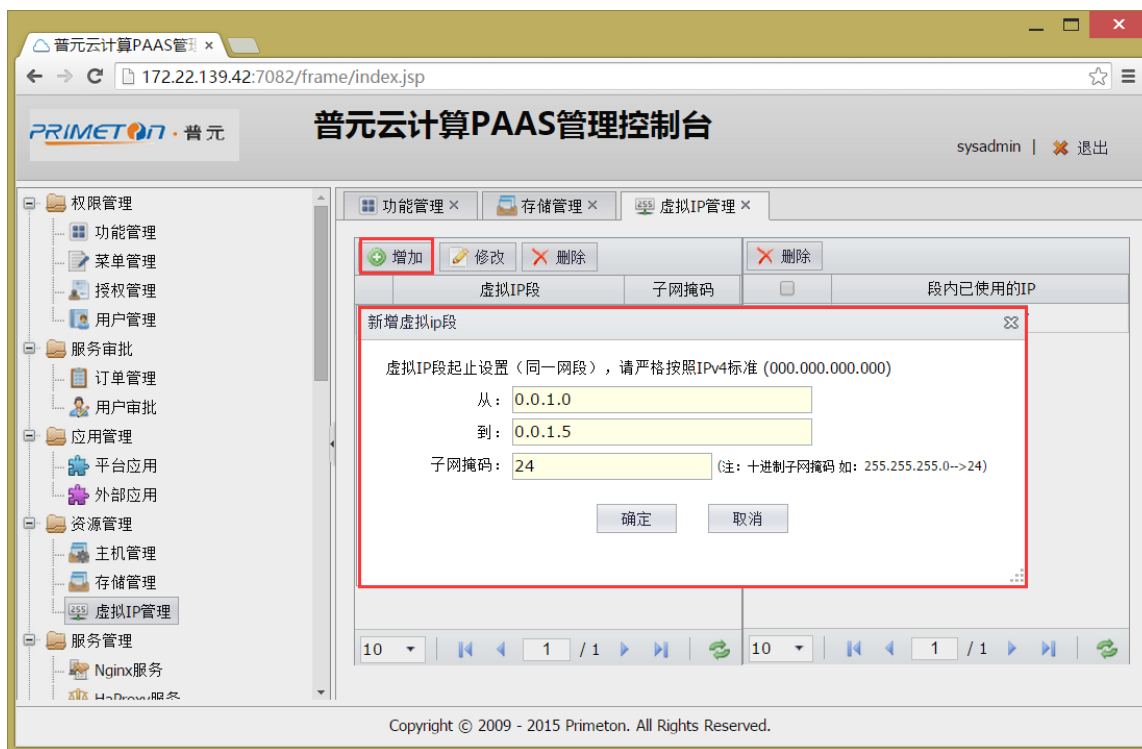 普元云计算PAAS管理 ×
172.22.139.42:7082/frame/index.jsp
PRIMETON · 普元
普元云计算PAAS管理控制台
sysadmin | 退出
权限管理
功能管理
菜单管理
授权管理
用户管理
服务审批
订单管理
用户审批
应用管理
平台应用
外部应用
资源管理
主机管理
存储管理
虚拟IP管理
服务管理
Nginx服务
HaProxy服务
功能管理 × 存储管理 × 虚拟IP管理 ×
增加 修改 删除 删除
虚拟IP段 子网掩码 段内已使用的IP
新增虚拟ip段
虚拟IP段起止设置（同一网段），请严格按照IPv4标准 (000.000.000.000)
从： 0.0.1.0
到： 0.0.1.5
子网掩码： 24 (注：十进制子网掩码 如：255.255.255.0-->24)
确定 取消
10 1 / 1 10 1 / 1
Copyright © 2009 - 2015 Primeton. All Rights Reserved.